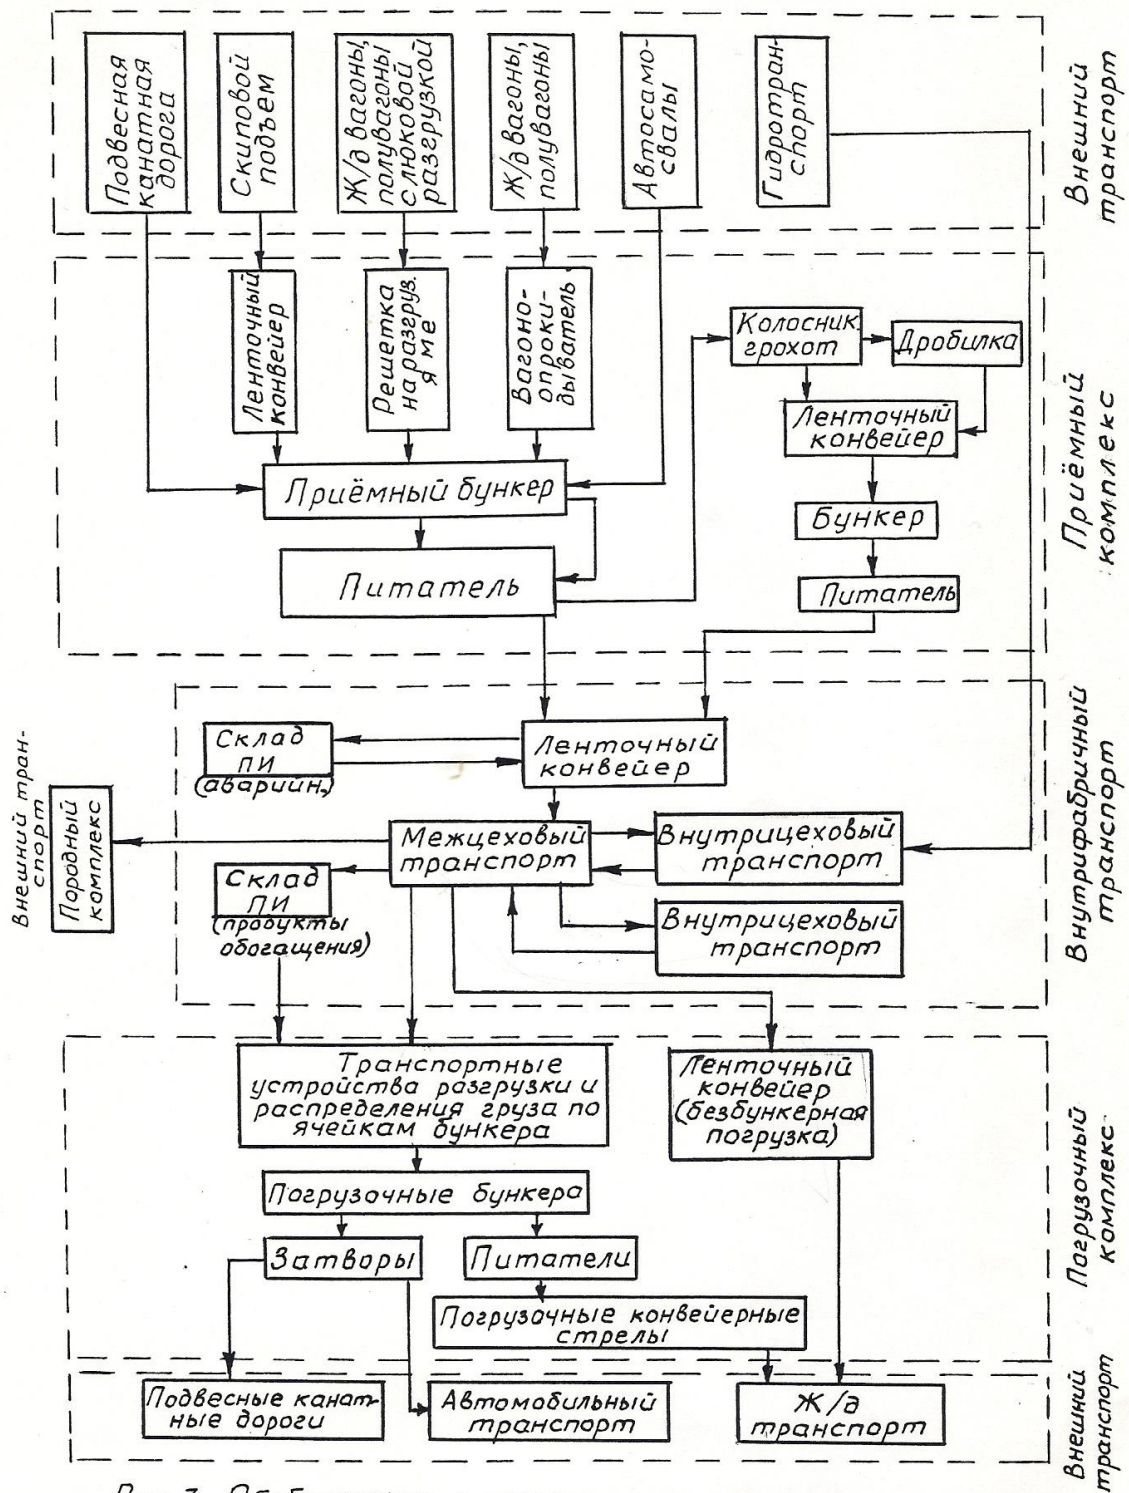 Подвесная
канатная
дорога
Скиповой
подъем
Ж/д вагоны,
полувагоны
с люковой
разгрузкой
Ж/д вагоны,
полувагоны
Автосамо-
свалы
Гидротран-
спорт
Внешний
транспорт
Ленточный
конвейер
Решетка
на разгруз.
яме
Вагоно-
опроки-
дыватель
Колосник.
грохот
Дробилка
Ленточный
конвейер
Приёмный бункер
Бункер
Питатель
Питатель
Приёмный
комплекс
Склад
ПИ
(аварийн.)
Ленточный
конвейер
Внешний тран-
спорт
Породный
комплекс
Межцеховый
транспорт
Внутрицеховый
транспорт
Склад
ПИ
(продукты
обогащения)
Внутрицеховый
транспорт
Внутрифабричный
транспорт
Транспортные
устройства разгрузки и
распределения груза по
ячейкам бункера
Ленточный
конвейер
(безбункерная
погрузка)
Погрузочные бункера
Затворы
Питатели
Погрузочные конвейерные
стрелы
Погрузочный
комплекс
Подвесные канат-
ные дороги
Автомобильный
транспорт
Ж/д
транспорт
Внешний
транспорт